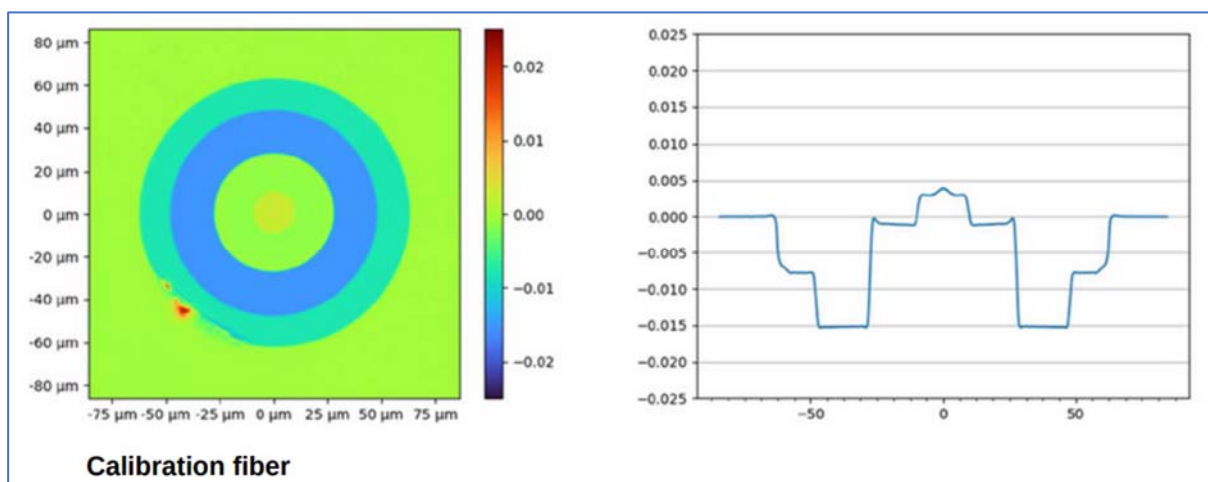 80 µm
60 µm
40 µm
20 µm
0 µm
-20 µm
-40 µm
-60 µm
-80 µm
-75 µm -50 µm -25 µm 0 µm 25 µm 50 µm 75 µm
0.02
0.01
0.00
−0.01
−0.02
0.025
0.020
0.015
0.010
0.005
0.000
−0.005
−0.010
−0.015
−0.020
−0.025
−50 0 50
Calibration fiber